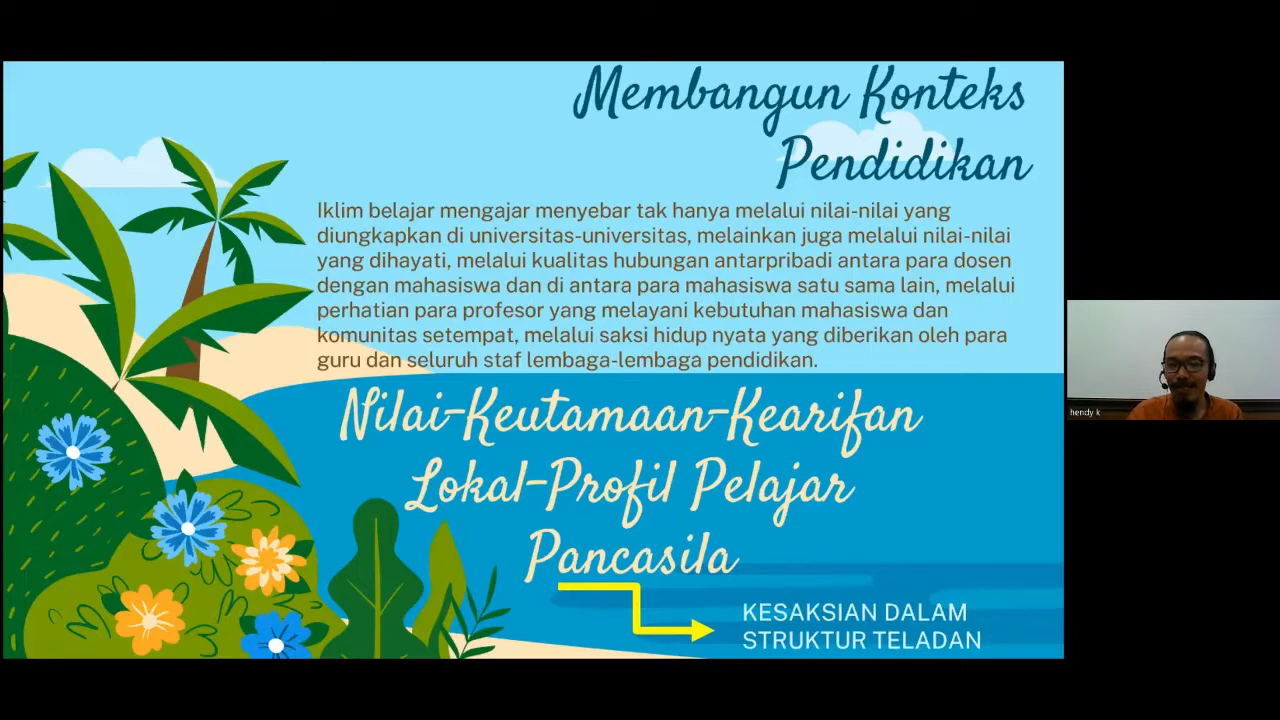 Membangun Konteks
Pendidikan
Iklim belajar mengajar menyebar tak hanya melalui nilai-nilai yang
diungkapkan di universitas-universitas, melainkan juga melalui nilai-nilai
yang dihayati, melalui kualitas hubungan antarpribadi antara para dosen
dengan mahasiswa dan di antara para mahasiswa satu sama lain, melalui
perhatian para profesor yang melayani kebutuhan mahasiswa dan
komunitas setempat, melalui saksi hidup nyata yang diberikan oleh para
guru dan seluruh staf lembaga-lembaga pendidikan.
Nilai-Keutamaan-Kearifan
Lokal-Profil Pelajar
Pancasila
KESAKSIAN DALAM
STRUKTUR TELADAN
hendy k